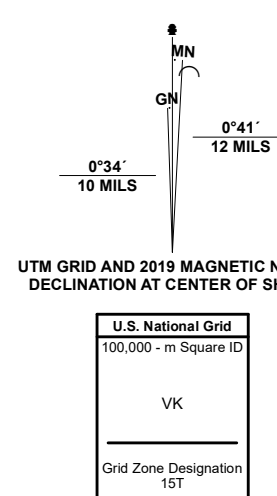 MN
GN
0°41´
12 MILS
0°34´
10 MILS
UTM GRID AND 2019 MAGNETIC N
DECLINATION AT CENTER OF SH
U.S. National Grid
100,000 - m Square ID
VK
Grid Zone Designation
15T